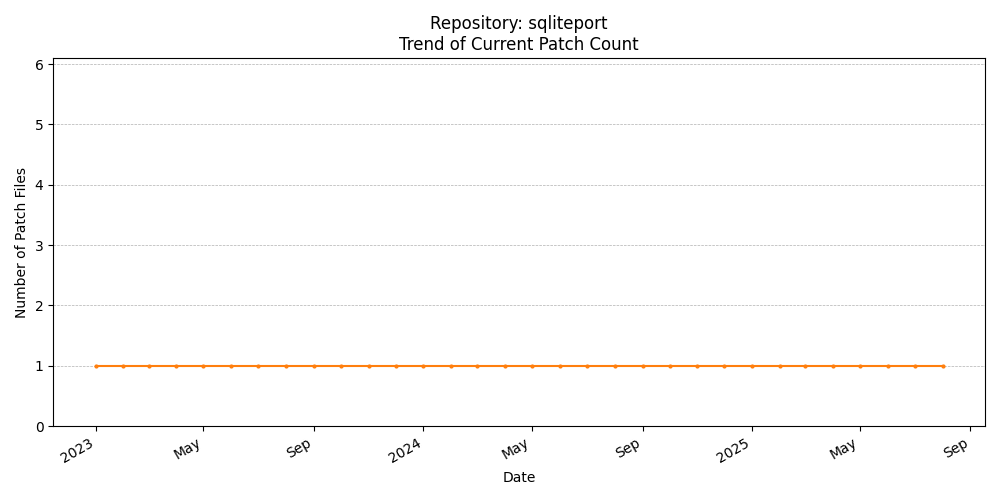 Repository: sqliteport
Trend of Current Patch Count
Number of Patch Files
6
5
4
3
2
1
0
2023
May
Sep
2024
May
Sep
2025
May
Sep
Date